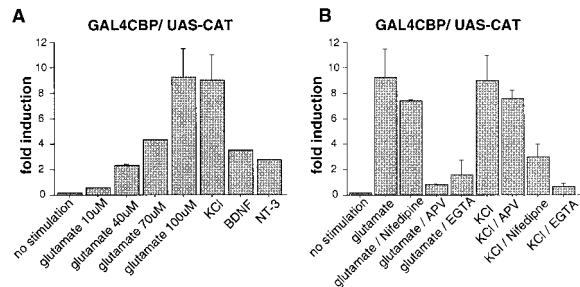 A
GAL4CBP/ UAS-CAT
fold induction
12
10
8
6
4
2
0
no stimulation
glutamate 10uM
glutamate 40uM
glutamate 70uM
glutamate 100uM
KCl
BDNF
NT-3
B
GAL4CBP/ UAS-CAT
fold induction
12
10
8
6
4
2
0
no stimulation
glutamate
glutamate / Nifedipine
glutamate / APV
glutamate / EGTA
KCl
KCl / APV
KCl / Nifedipne
KCl / EGTA